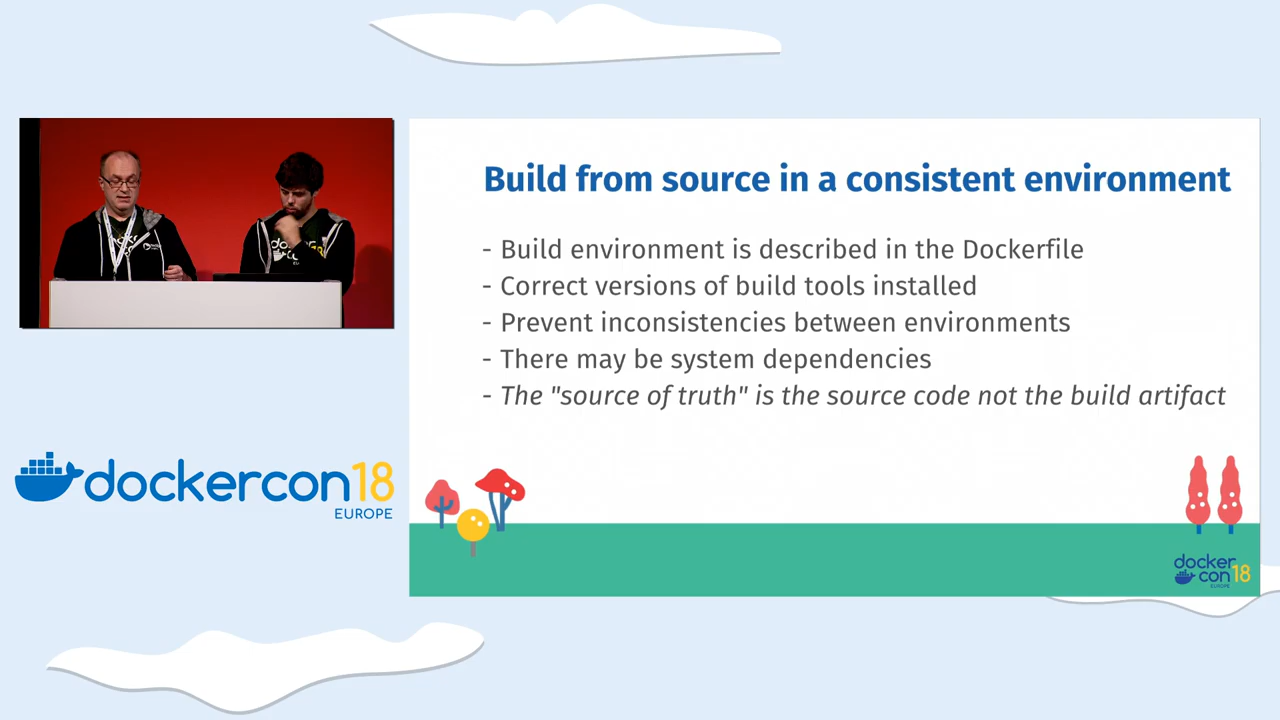 Build from source in a consistent environment
- Build environment is described in the Dockerfile
- Correct versions of build tools installed
- Prevent inconsistencies between environments
- There may be system dependencies
- The "source of truth" is the source code not the build artifact
dockercon18
EUROPE
docker
con18
EUROPE